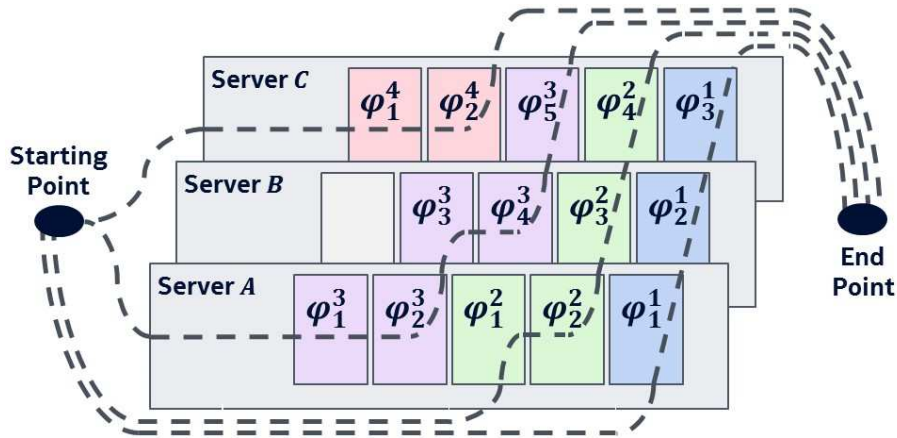 Server C
φ₁⁴ φ₂⁴ φ₅³ φ₄² φ₃¹
Starting
Point
Server B
φ₃³ φ₄³ φ₃² φ₂¹
End
Point
Server A
φ₁³ φ₂³ φ₁² φ₂² φ₁¹